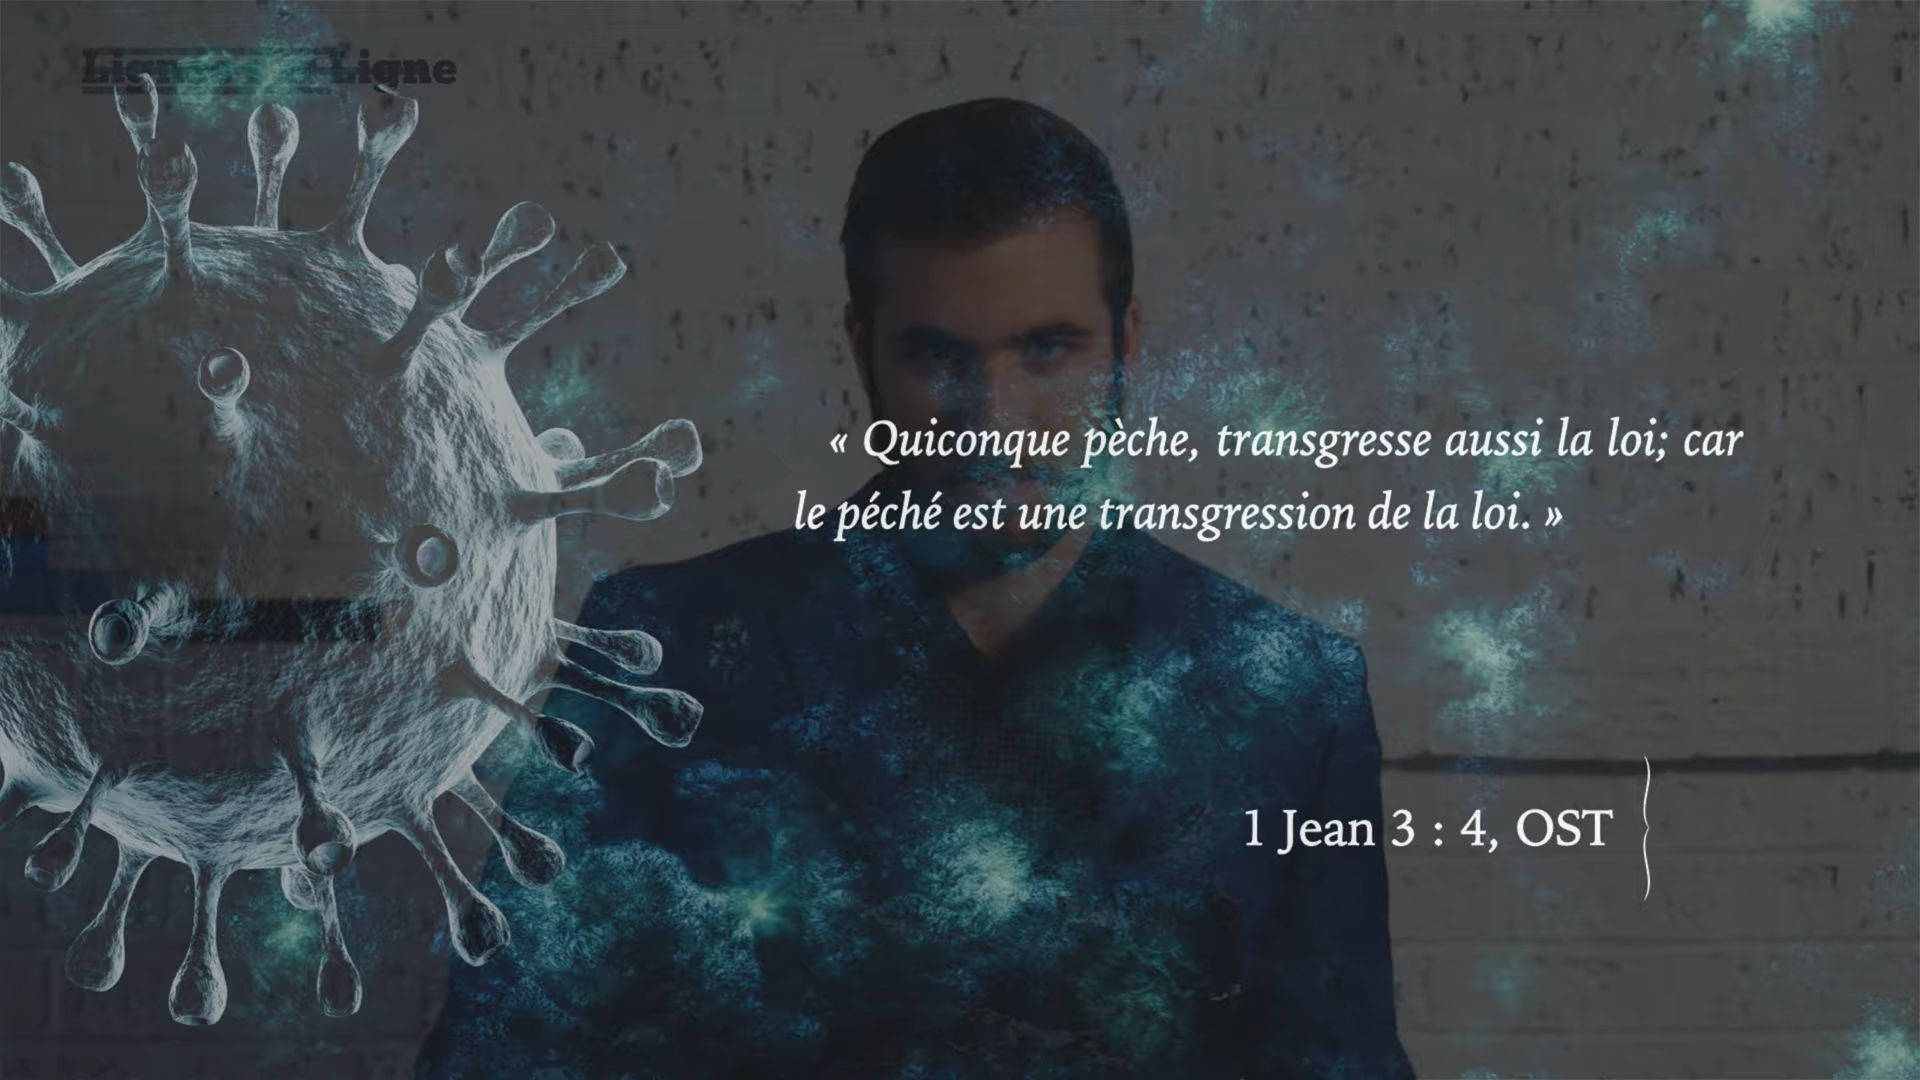 Ligne
« Quiconque pèche, transgresse aussi la loi; car
le péché est une transgression de la loi. »
1 Jean 3 : 4, OST